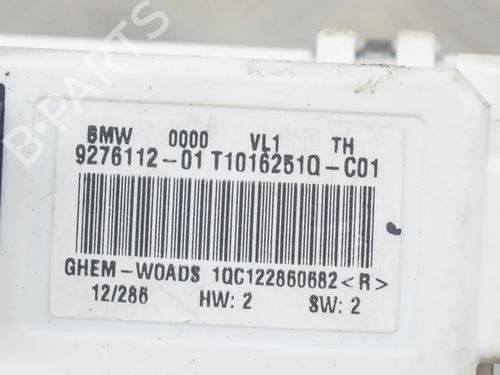 B-PARTS
BMW 0000 VL1 TH
9276112-01 T1016251Q-C01
GHEM-WOADS 1QC122860682<R>
12/286 HW: 2 SW: 2